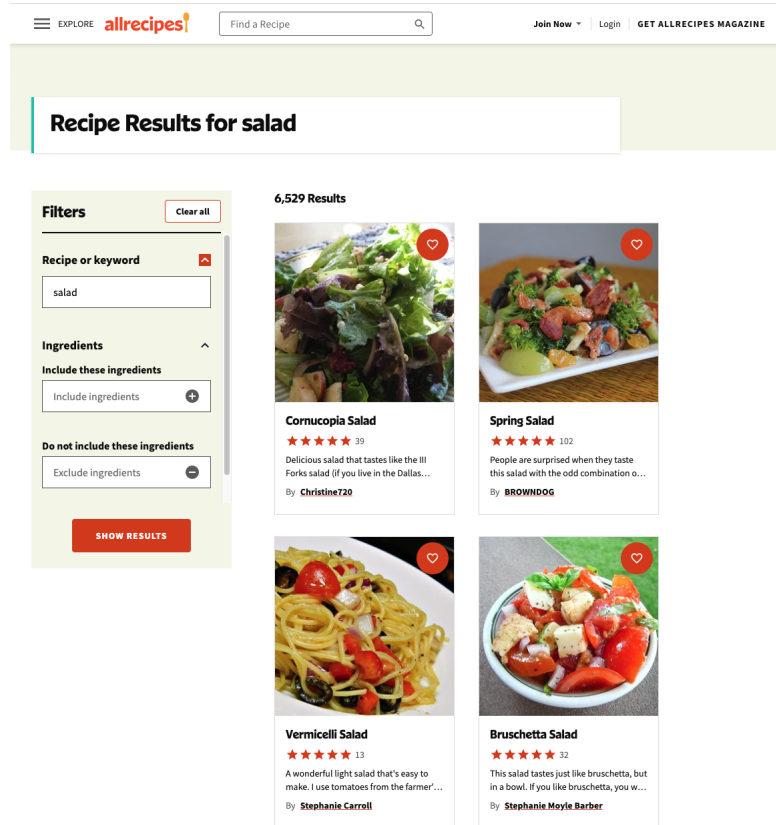 EXPLORE allrecipes Find a Recipe Join Now Login GET ALLRECIPES MAGAZINE
Recipe Results for salad
Filters Clear all
Recipe or keyword
salad
Ingredients
Include these ingredients
Include ingredients
Do not include these ingredients
Exclude ingredients
SHOW RESULTS
6,529 Results
Cornucopia Salad
39
Delicious salad that tastes like the III
Forks salad (if you live in the Dallas…
By Christine720
Spring Salad
102
People are surprised when they taste
this salad with the odd combination o…
By BROWNDOG
Vermicelli Salad
13
A wonderful light salad that's easy to
make. I use tomatoes from the farmer'…
By Stephanie Carroll
Bruschetta Salad
32
This salad tastes just like bruschetta, but
in a bowl. If you like bruschetta, you w…
By Stephanie Moyle Barber